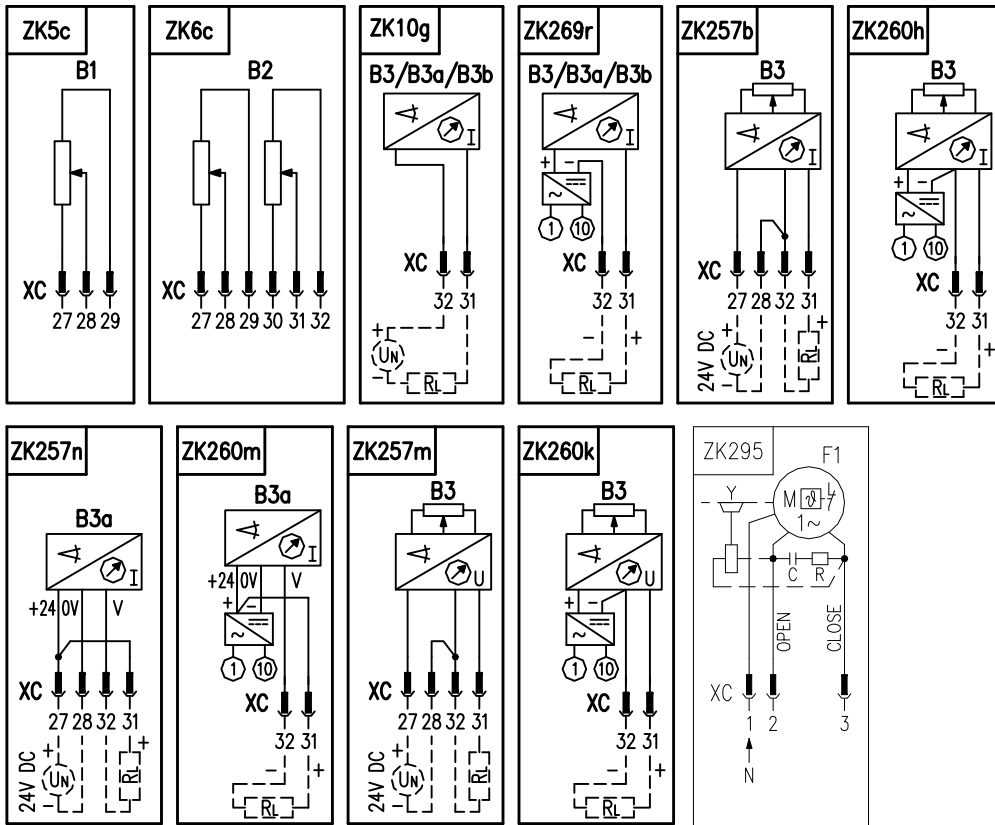 ZK5c
B1
XC
27 28 29
ZK6c
B2
XC
27 28 29 30 31 32
ZK10g
B3/B3a/B3b
I
XC
32 31
+
UN
-
RL
ZK269r
B3/B3a/B3b
I
+ -
~
1 10
XC
32 31
- +
RL
ZK257b
B3
I
XC
27 28 32 31
24V DC
+
UN
-
+
RL
ZK260h
B3
I
+ -
~
1 10
XC
32 31
- +
RL
ZK257n
B3a
I
+24 0V V
XC
27 28 32 31
24V DC
+
UN
-
+
RL
ZK260m
B3a
I
+24 0V V
+ -
~
1 10
XC
32 31
- +
RL
ZK257m
B3
U
XC
27 28 32 31
24V DC
+
UN
-
+
RL
ZK260k
B3
U
+ -
~
1 10
XC
32 31
- +
RL
ZK295
F1
Y
M ϑ
1~
C R
OPEN
CLOSE
XC
1 2 3
N